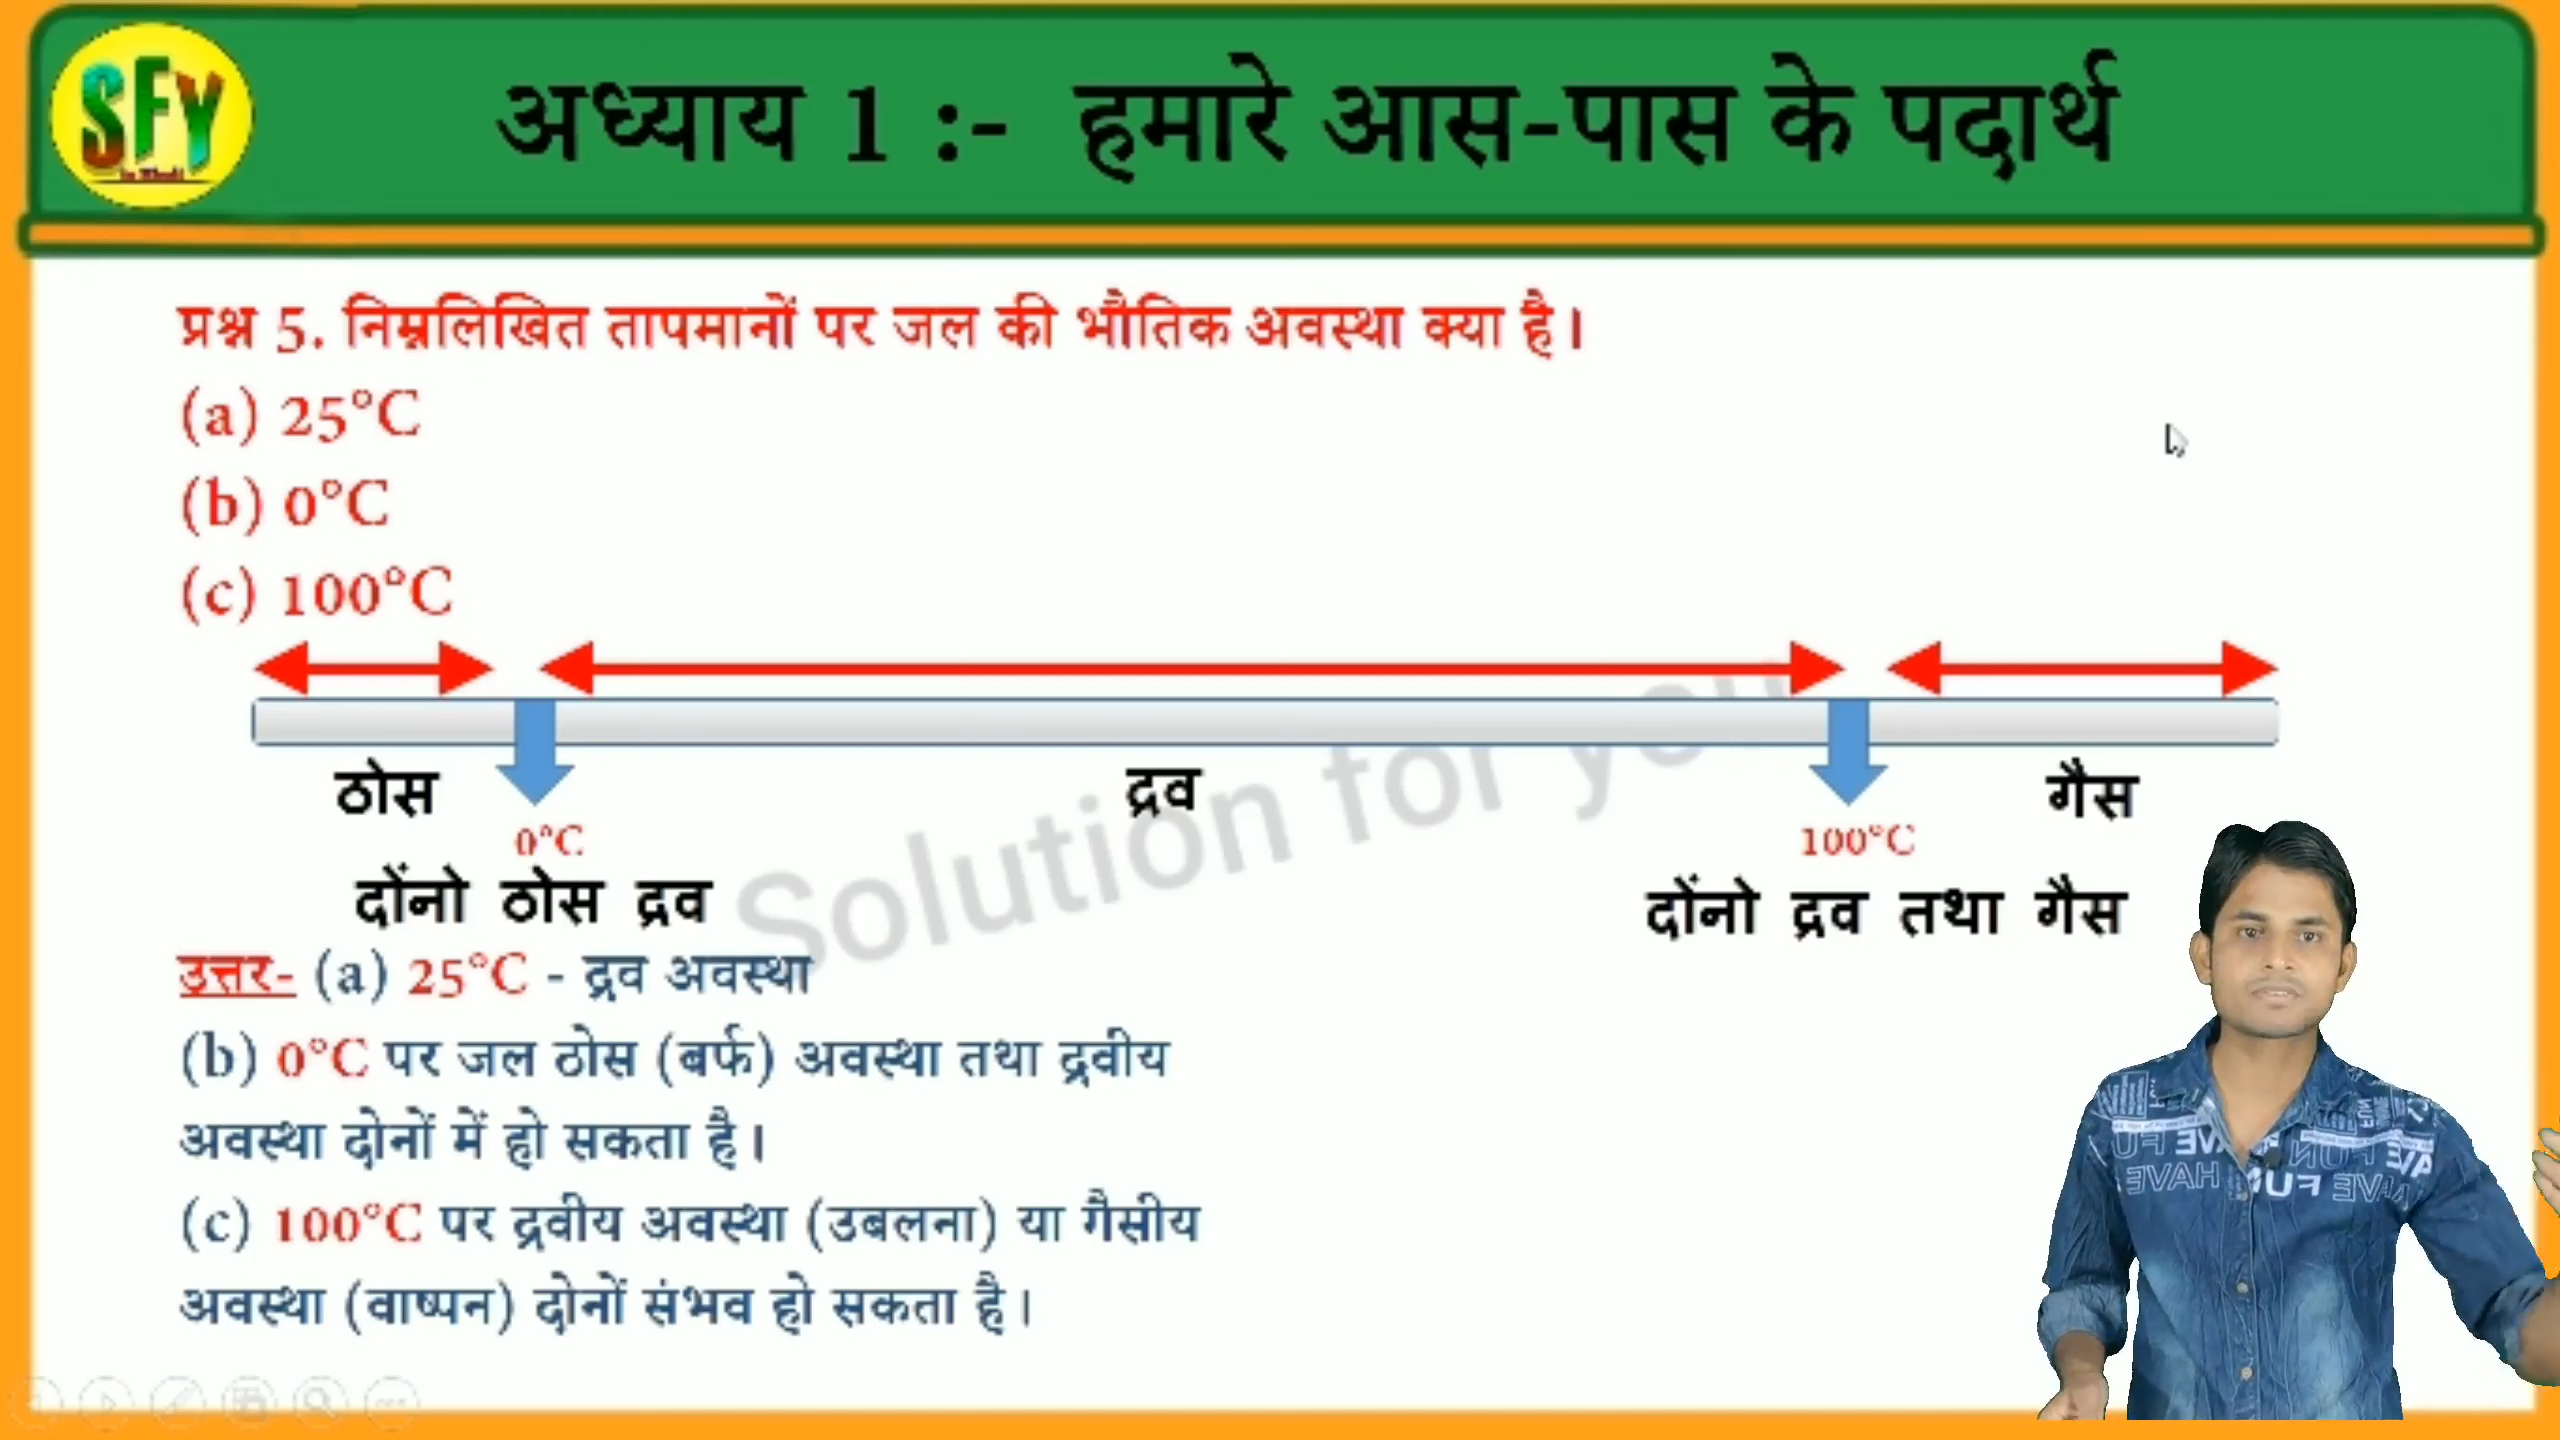 SFY
अध्याय 1 :- हमारे आस-पास के पदार्थ
प्रश्न 5. निम्नलिखित तापमानों पर जल की भौतिक अवस्था क्या है।
(a) 25°C
(b) 0°C
(c) 100°C
ठोस द्रव गैस
0°C 100°C
दोंनो ठोस द्रव दोंनो द्रव तथा गैस
Solution for you
उत्तर- (a) 25°C - द्रव अवस्था
(b) 0°C पर जल ठोस (बर्फ) अवस्था तथा द्रवीय
अवस्था दोनों में हो सकता है।
(c) 100°C पर द्रवीय अवस्था (उबलना) या गैसीय
अवस्था (वाष्पन) दोनों संभव हो सकता है।